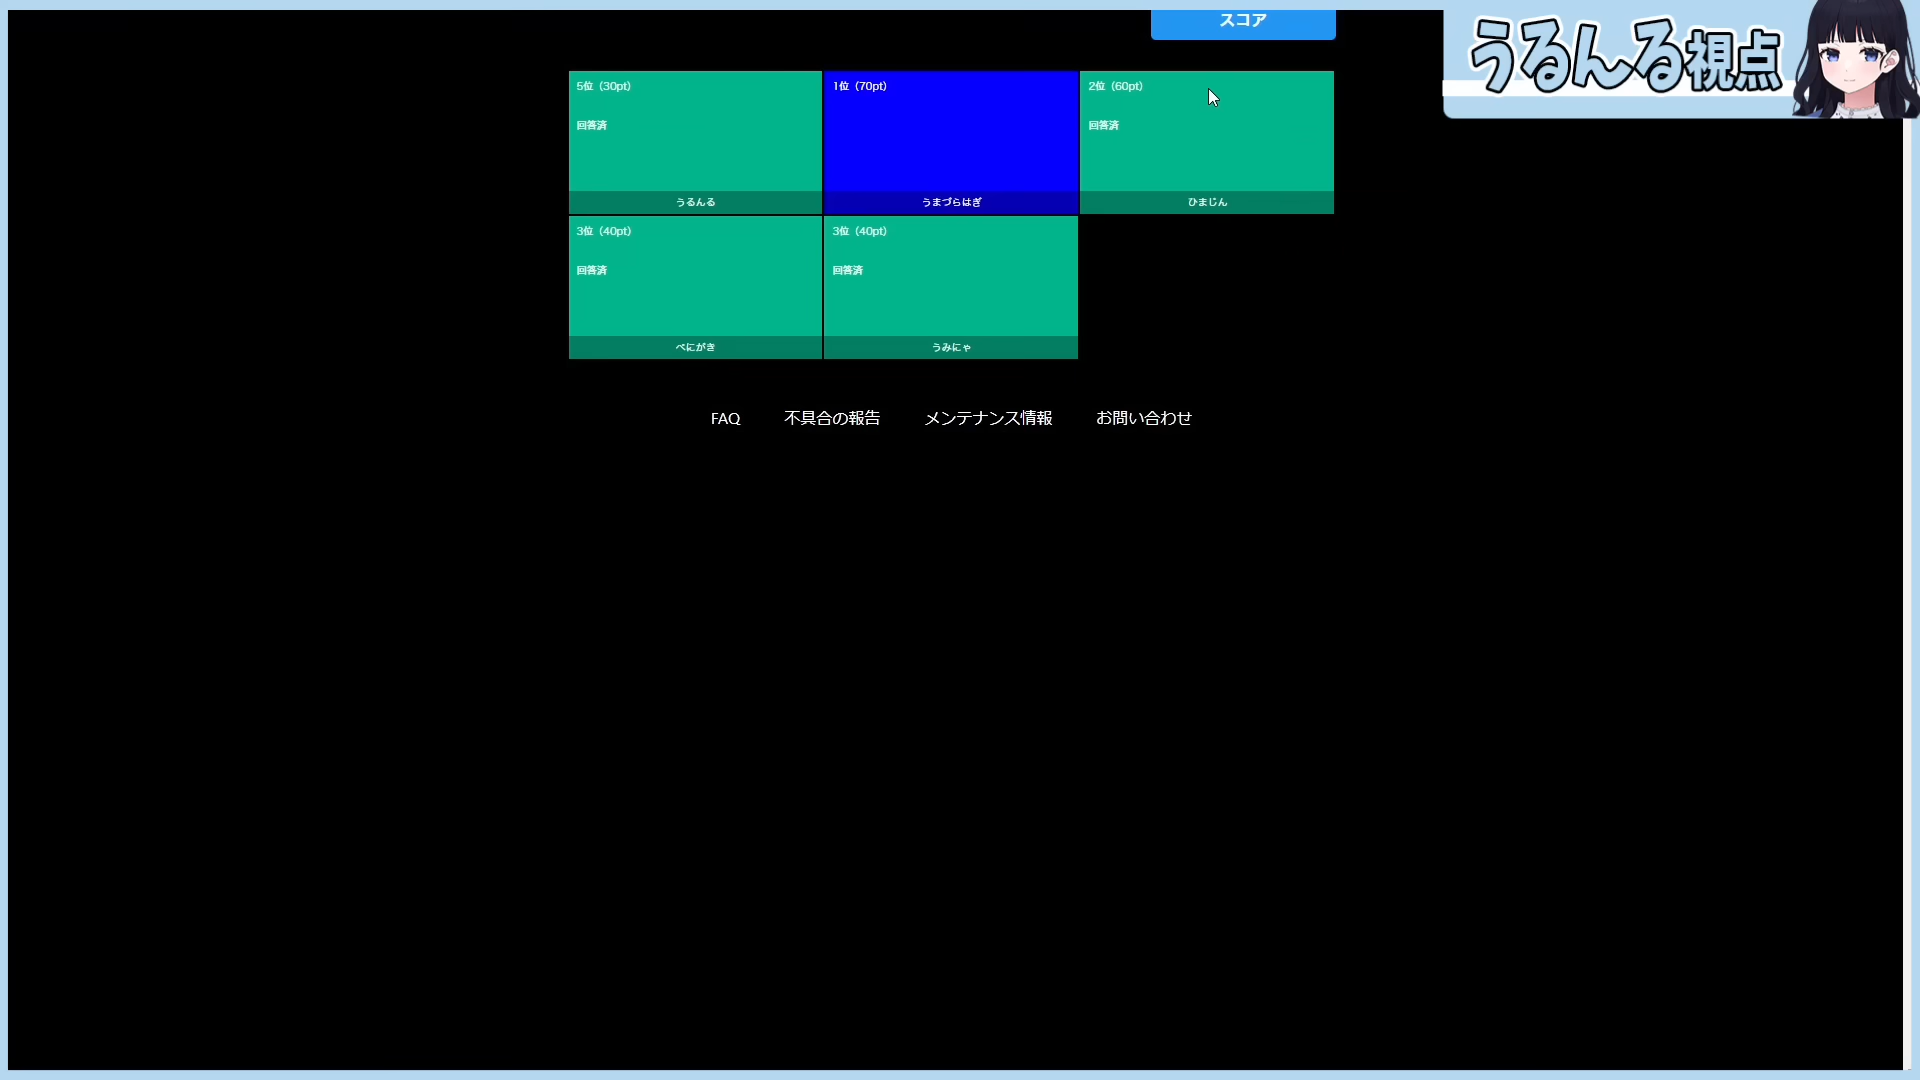 スコア
うるんる視点
5位（30pt）
回答済
うるんる
1位（70pt）
うまづらはぎ
2位（60pt）
回答済
ひまじん
3位（40pt）
回答済
べにがき
3位（40pt）
回答済
うみにゃ
FAQ
不具合の報告
メンテナンス情報
お問い合わせ